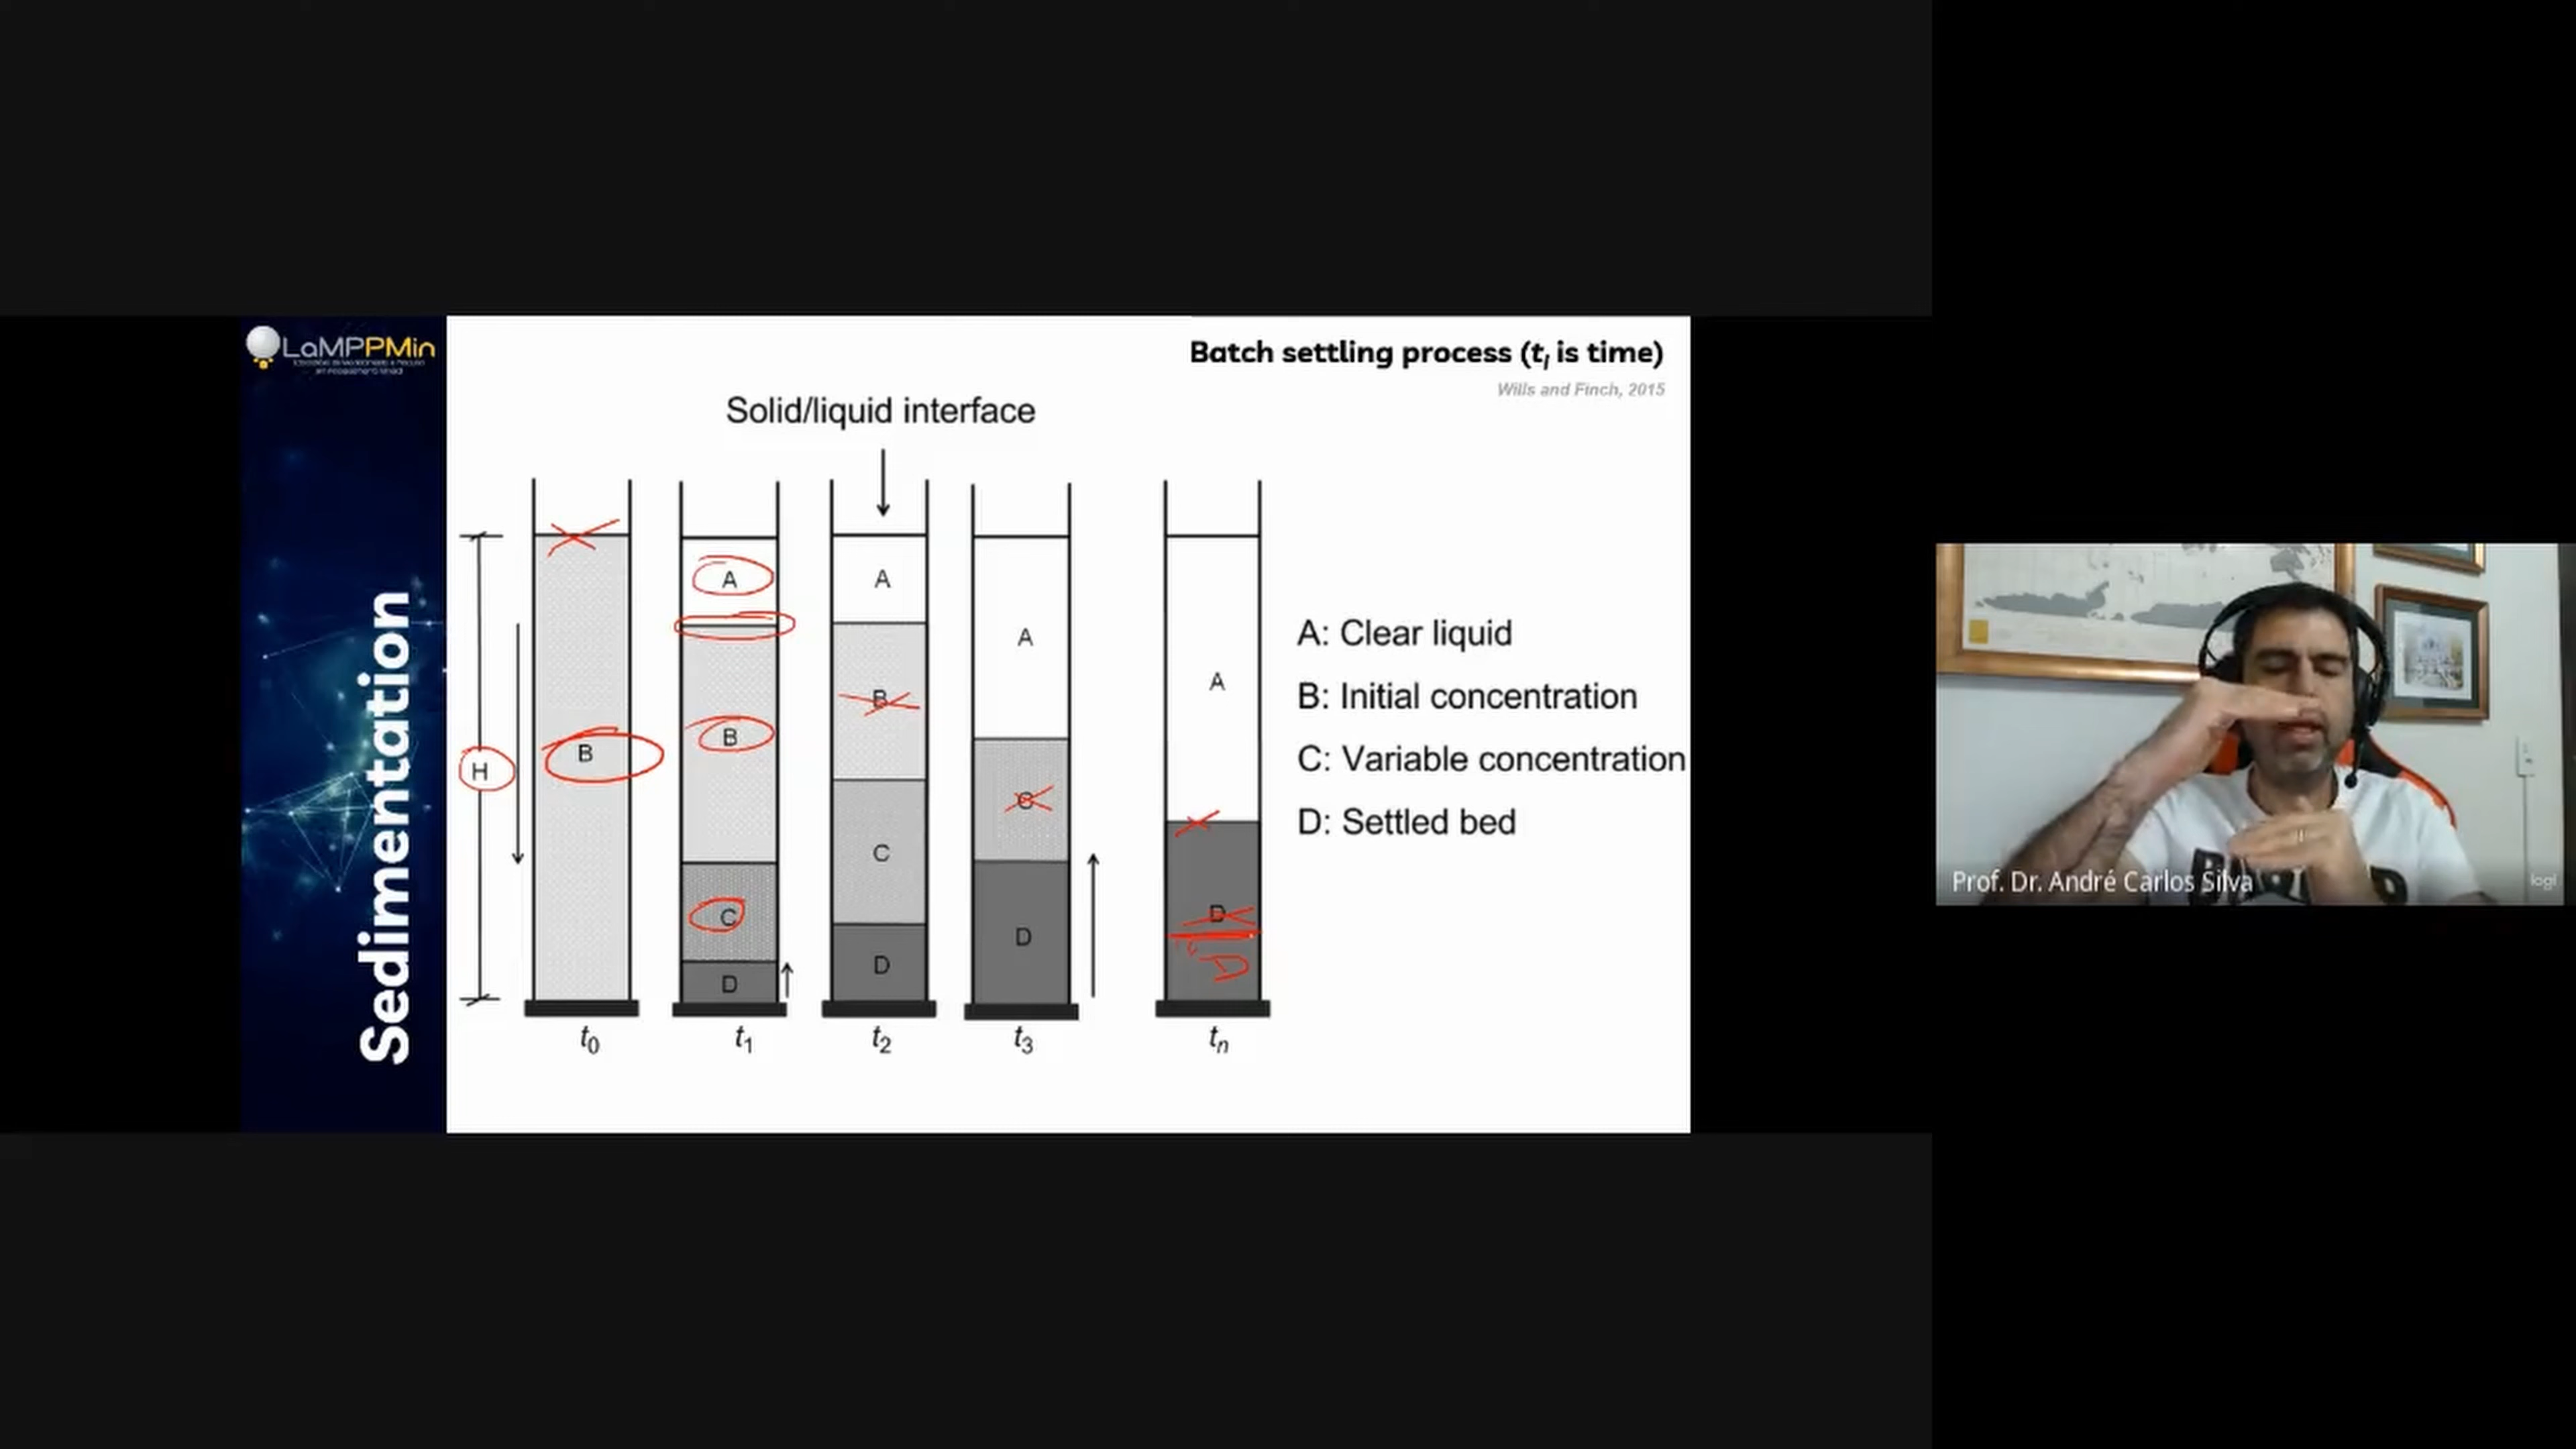 LaMPPMin
Sedimentation
Batch settling process (ti is time)
Wills and Finch, 2015
Solid/liquid interface
H
B
A
B
C
D
A
B
C
D
A
C
D
A
D
D
t0
t1
t2
t3
tn
A: Clear liquid
B: Initial concentration
C: Variable concentration
D: Settled bed
Prof. Dr. André Carlos Silva
logi